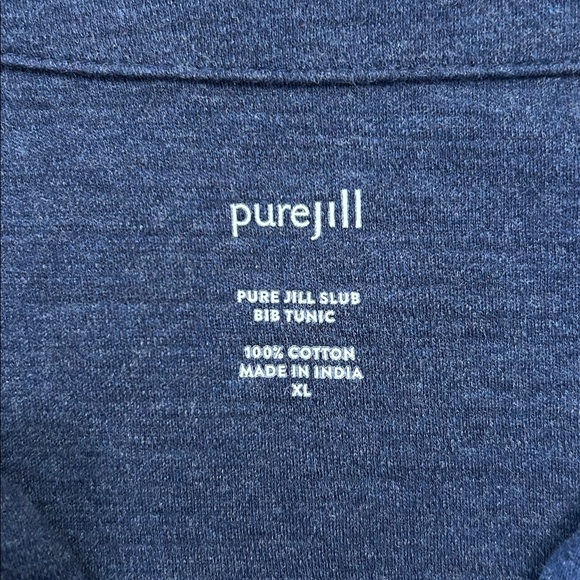 purejill
PURE JILL SLUB
BIB TUNIC
100% COTTON
MADE IN INDIA
XL